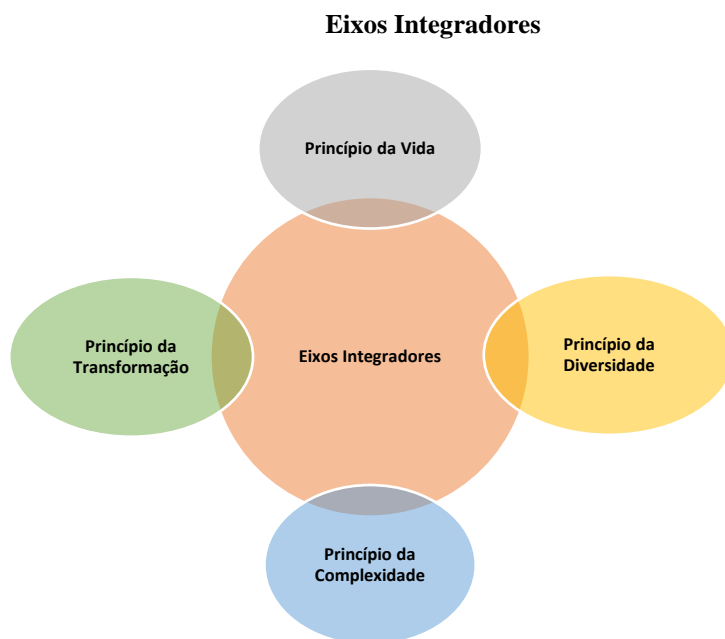 Eixos Integradores
Princípio da Vida
Princípio da
Transformação
Eixos Integradores
Princípio da
Diversidade
Princípio da
Complexidade